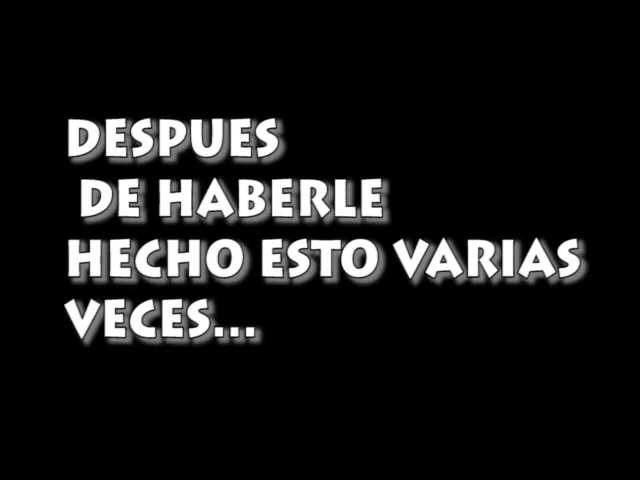 DESPUES
DE HABERLE
HECHO ESTO VARIAS
VECES...